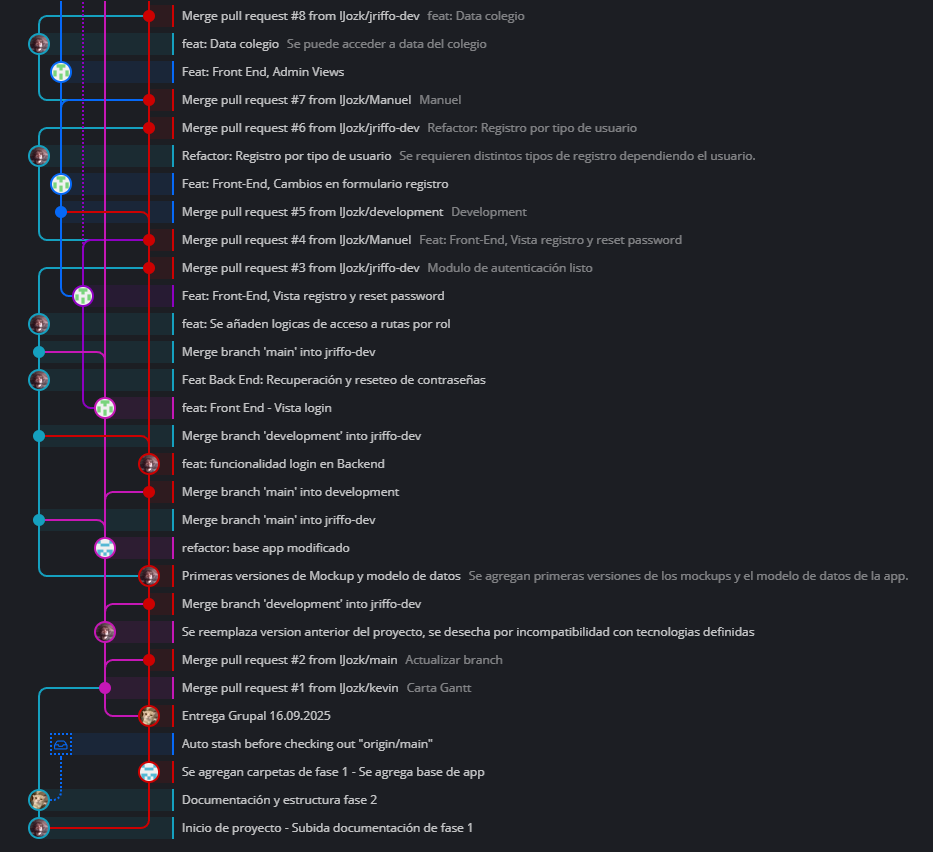 Merge pull request #8 from IJozk/jriffo-dev feat: Data colegio
feat: Data colegio Se puede acceder a data del colegio
Feat: Front End, Admin Views
Merge pull request #7 from IJozk/Manuel Manuel
Merge pull request #6 from IJozk/jriffo-dev Refactor: Registro por tipo de usuario
Refactor: Registro por tipo de usuario Se requieren distintos tipos de registro dependiendo el usuario.
Feat: Front-End, Cambios en formulario registro
Merge pull request #5 from IJozk/development Development
Merge pull request #4 from IJozk/Manuel Feat: Front-End, Vista registro y reset password
Merge pull request #3 from IJozk/jriffo-dev Modulo de autenticación listo
Feat: Front-End, Vista registro y reset password
feat: Se añaden logicas de acceso a rutas por rol
Merge branch 'main' into jriffo-dev
Feat Back End: Recuperación y reseteo de contraseñas
feat: Front End - Vista login
Merge branch 'development' into jriffo-dev
feat: funcionalidad login en Backend
Merge branch 'main' into development
Merge branch 'main' into jriffo-dev
refactor: base app modificado
Primeras versiones de Mockup y modelo de datos Se agregan primeras versiones de los mockups y el modelo de datos de la app.
Merge branch 'development' into jriffo-dev
Se reemplaza version anterior del proyecto, se desecha por incompatibilidad con tecnologias definidas
Merge pull request #2 from IJozk/main Actualizar branch
Merge pull request #1 from IJozk/kevin Carta Gantt
Entrega Grupal 16.09.2025
Auto stash before checking out "origin/main"
Se agregan carpetas de fase 1 - Se agrega base de app
Documentación y estructura fase 2
Inicio de proyecto - Subida documentación de fase 1